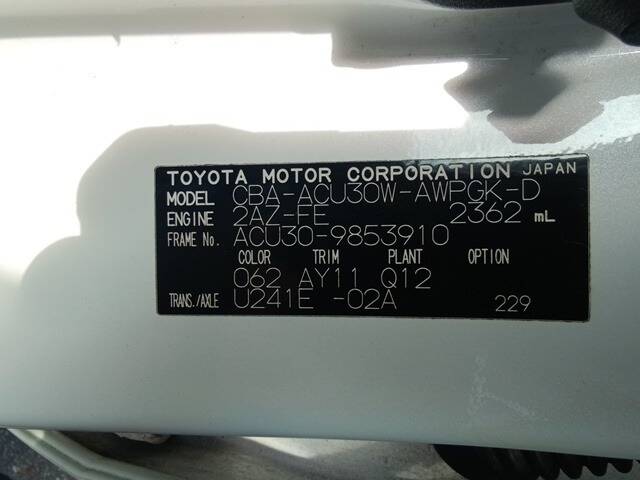 TOYOTA MOTOR CORPORATION JAPAN
MODEL CBA-ACU30W-AWPGK-D
ENGINE 2AZ-FE 2362 mL
FRAME No. ACU30-9853910
COLOR TRIM PLANT OPTION
062 AY11 Q12
TRANS./AXLE U241E -02A 229